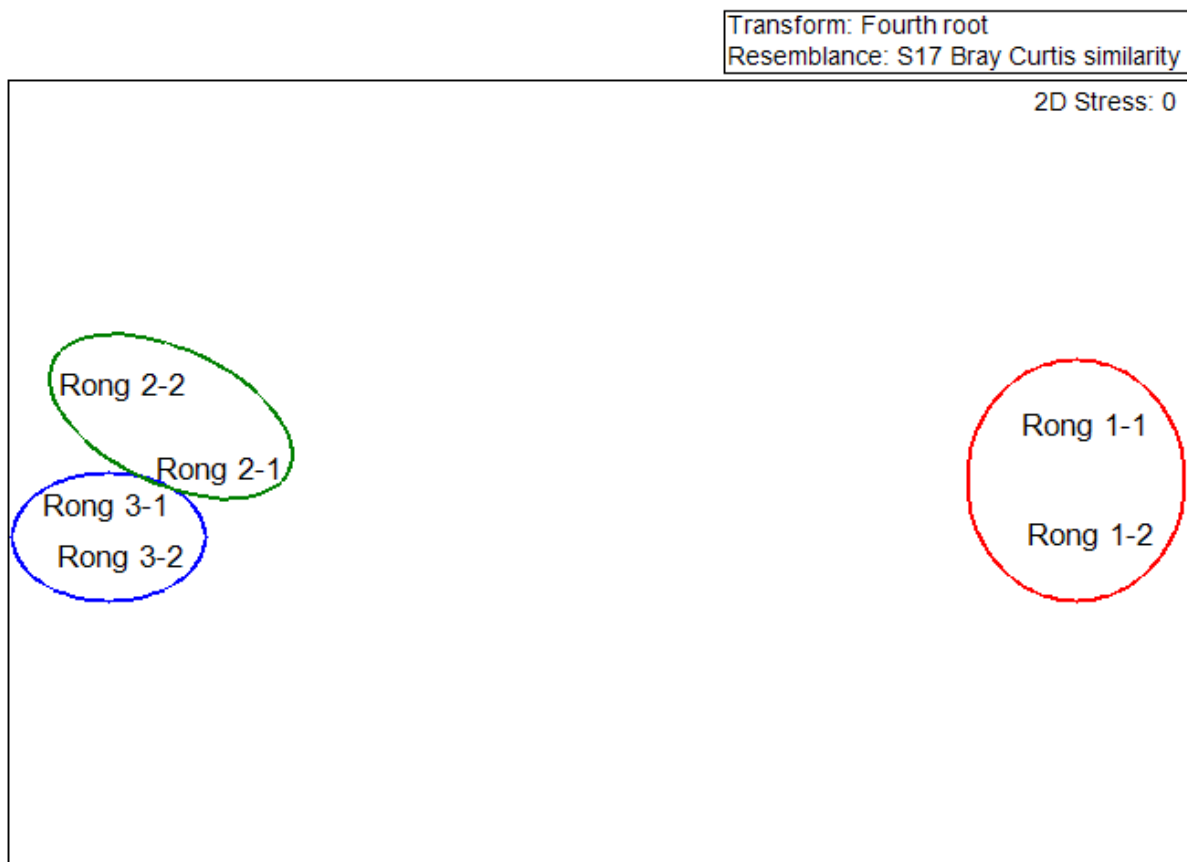 Transform: Fourth root
Resemblance: S17 Bray Curtis similarity
2D Stress: 0
Rong 2-2
Rong 1-1
Rong 2-1
Rong 3-1
Rong 1-2
Rong 3-2